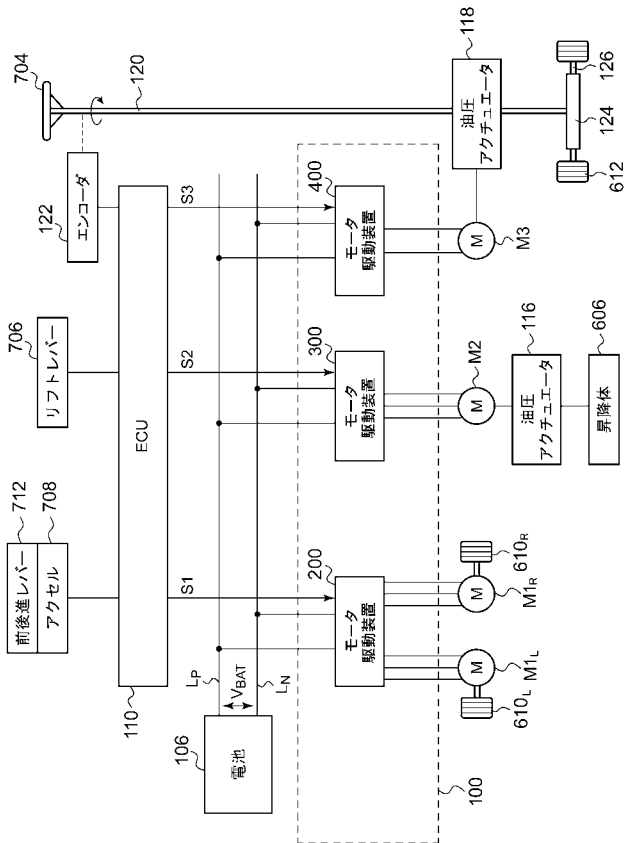 712
前後進レバー
アクセル
708
706
リフトレバー
704
122
エンコーダ
120
110
ECU
S1
S2
S3
106
電池
LP
VBAT
LN
100
200
モータ
駆動装置
300
モータ
駆動装置
400
モータ
駆動装置
118
油圧
アクチュエータ
610L
M
M1L
M
M1R
610R
M
M2
116
油圧
アクチュエータ
606
昇降体
M
M3
612
124
126